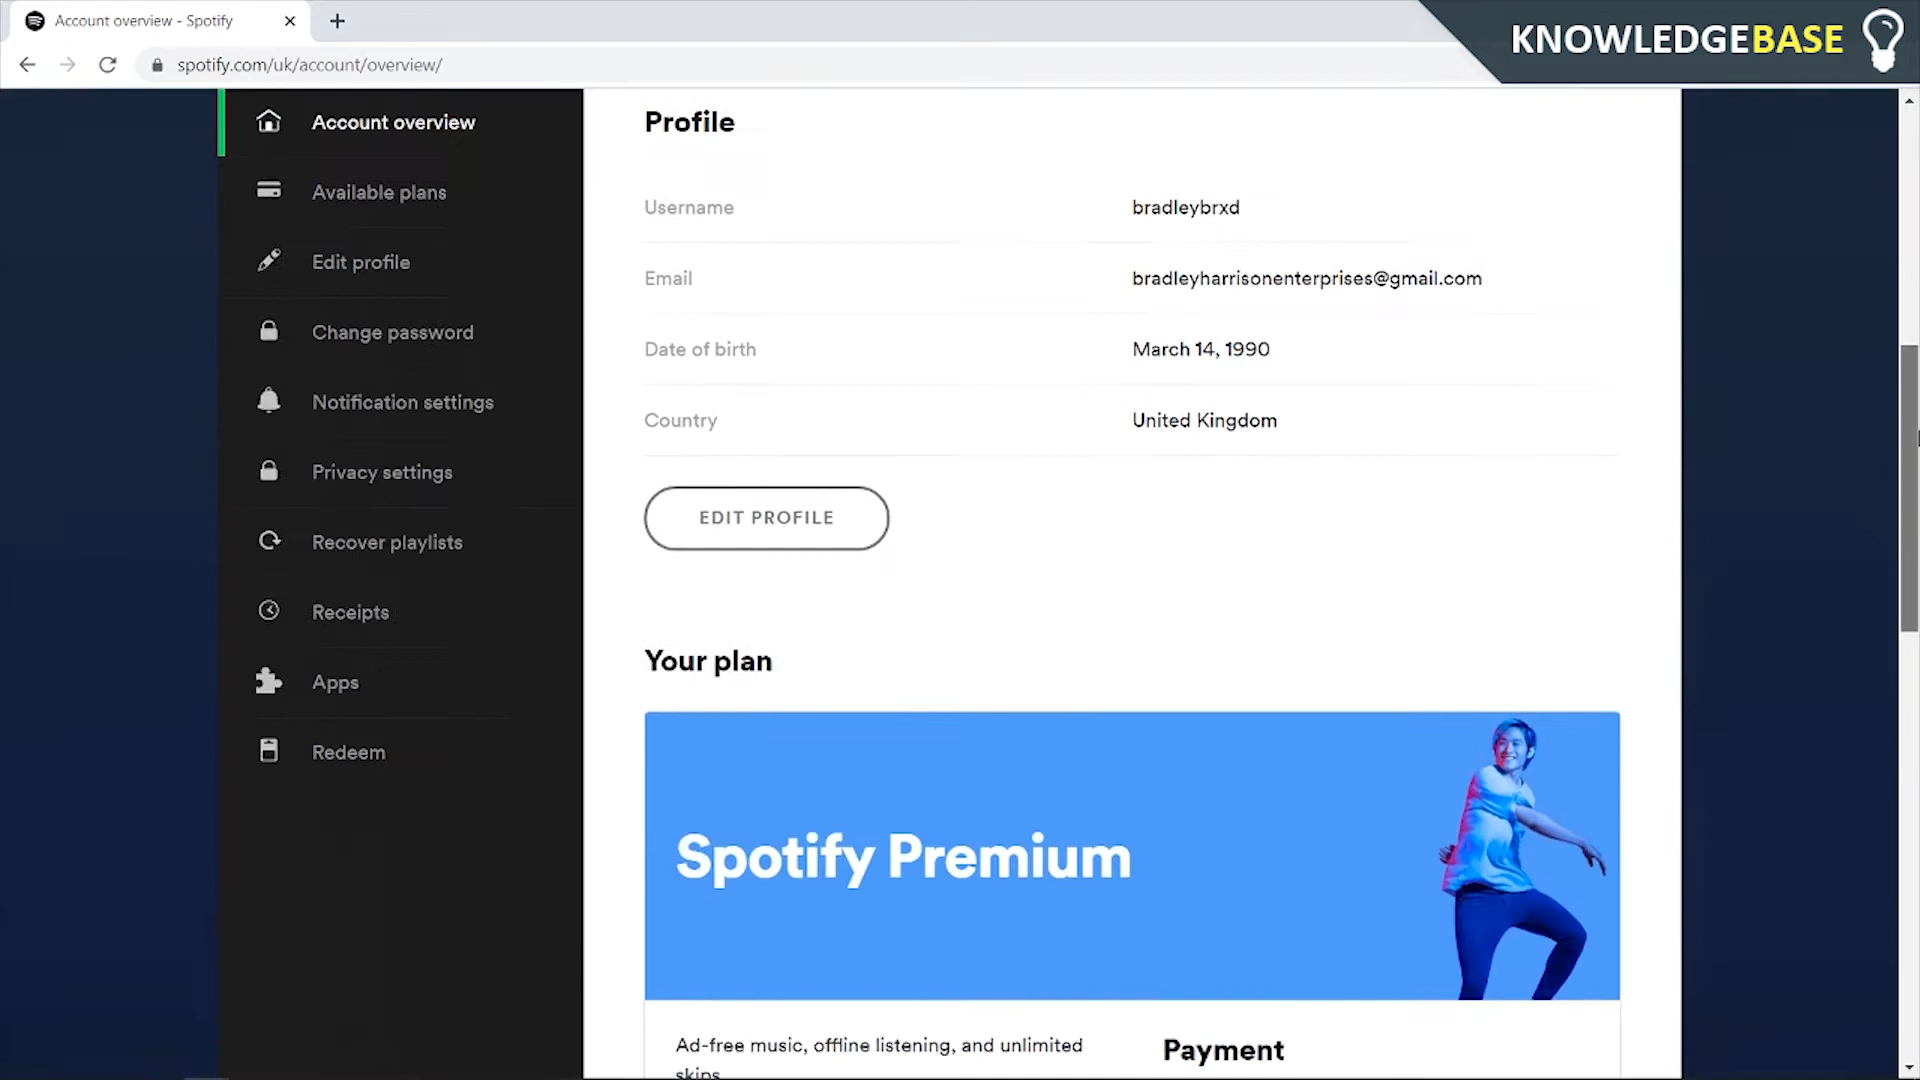 Account overview - Spotify
KNOWLEDGEBASE
spotify.com/uk/account/overview/
Account overview
Available plans
Edit profile
Change password
Notification settings
Privacy settings
Recover playlists
Receipts
Apps
Redeem
Profile
Username bradleybrxd
Email bradleyharrisonenterprises@gmail.com
Date of birth March 14, 1990
Country United Kingdom
EDIT PROFILE
Your plan
Spotify Premium
Ad-free music, offline listening, and unlimited
skips
Payment